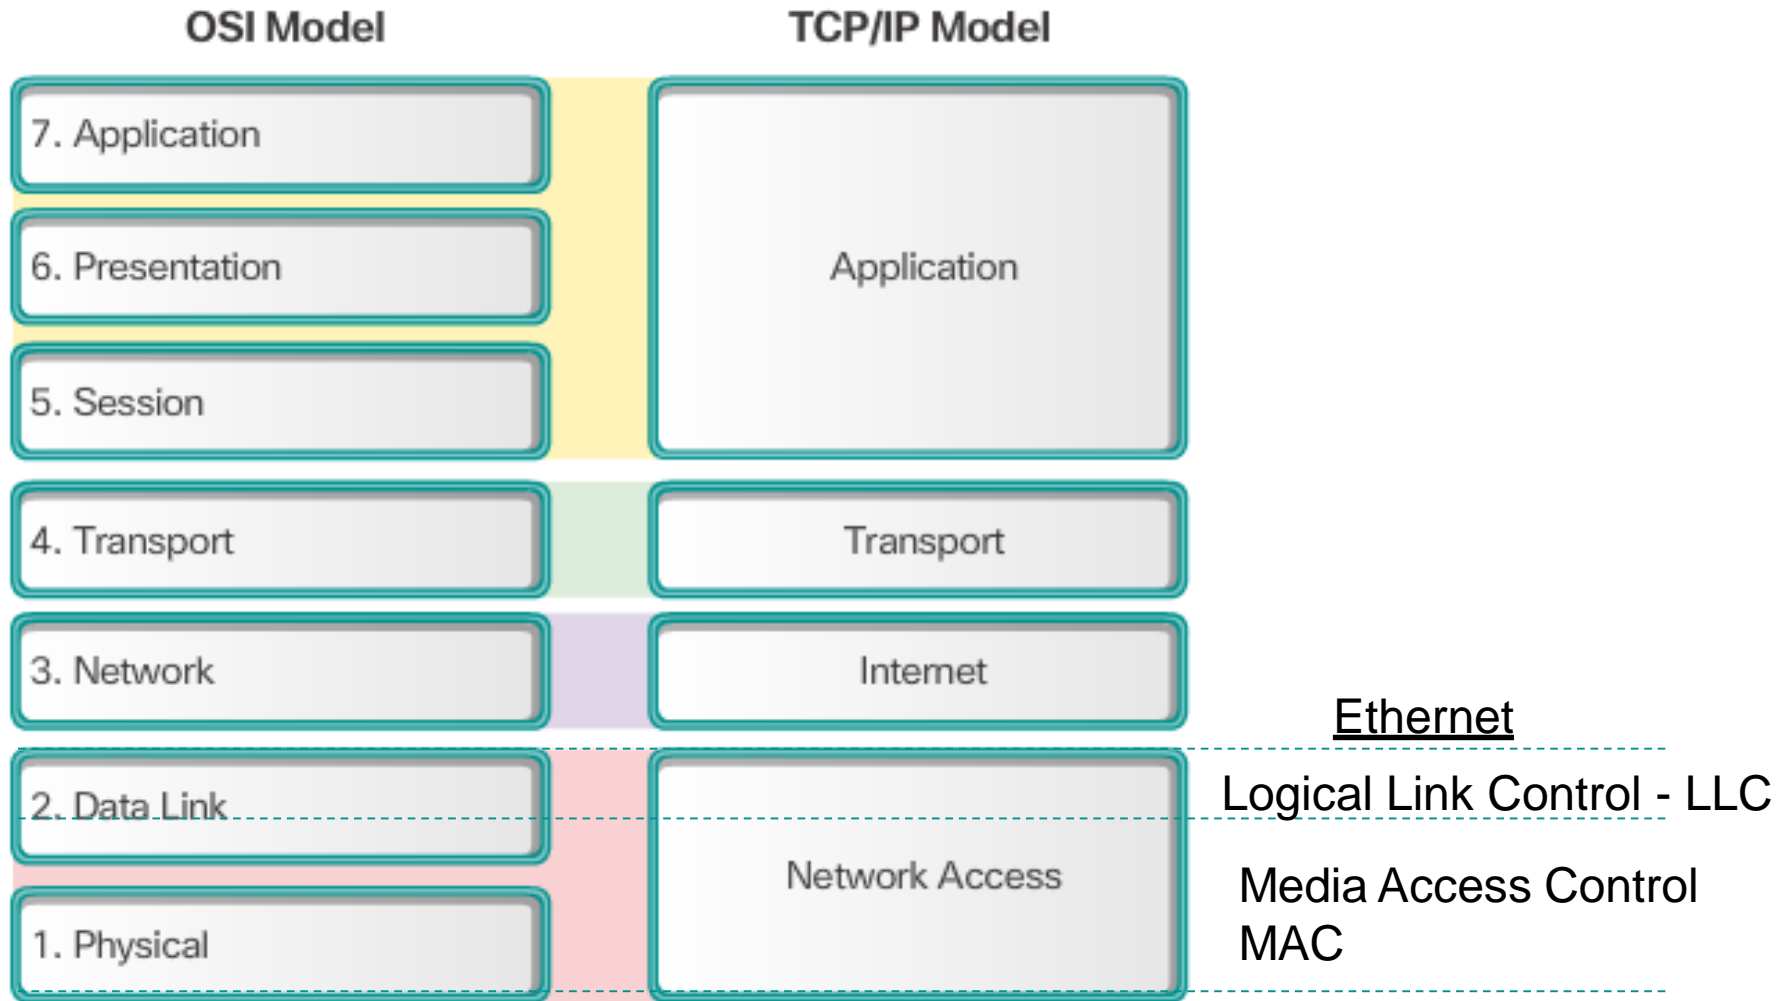 OSI Model
TCP/IP Model
7. Application
6. Presentation
5. Session
Application
4. Transport
Transport
3. Network
Internet
Ethernet
2. Data Link
Logical Link Control - LLC
Network Access
Media Access Control
MAC
1. Physical